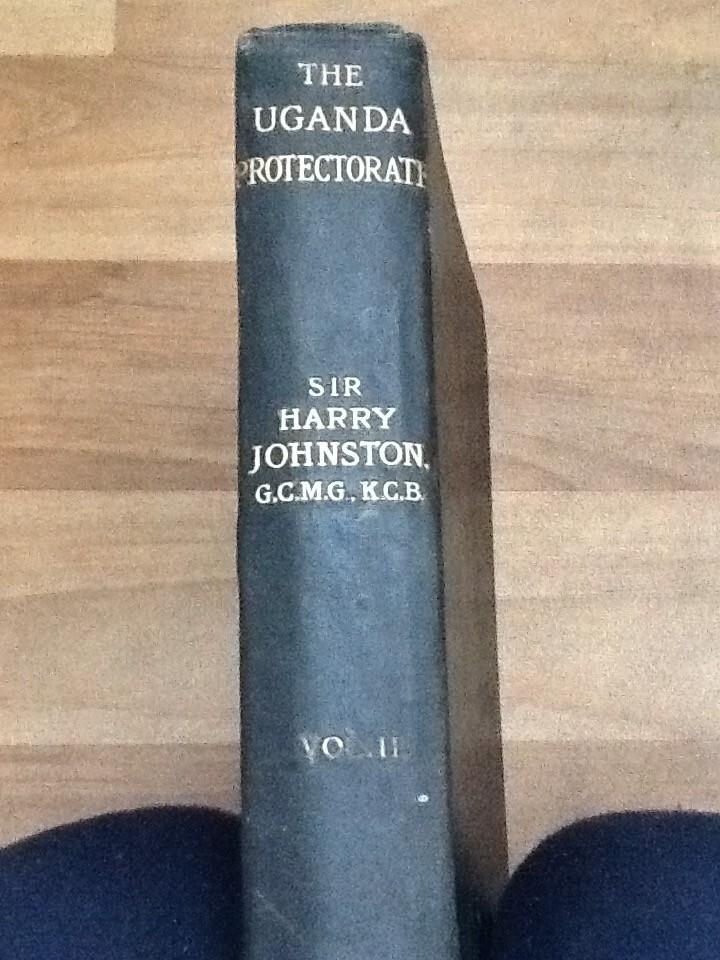 THE
UGANDA
PROTECTORATE
SIR
HARRY
JOHNSTON,
G.C.M.G., K.C.B.
VOL. II